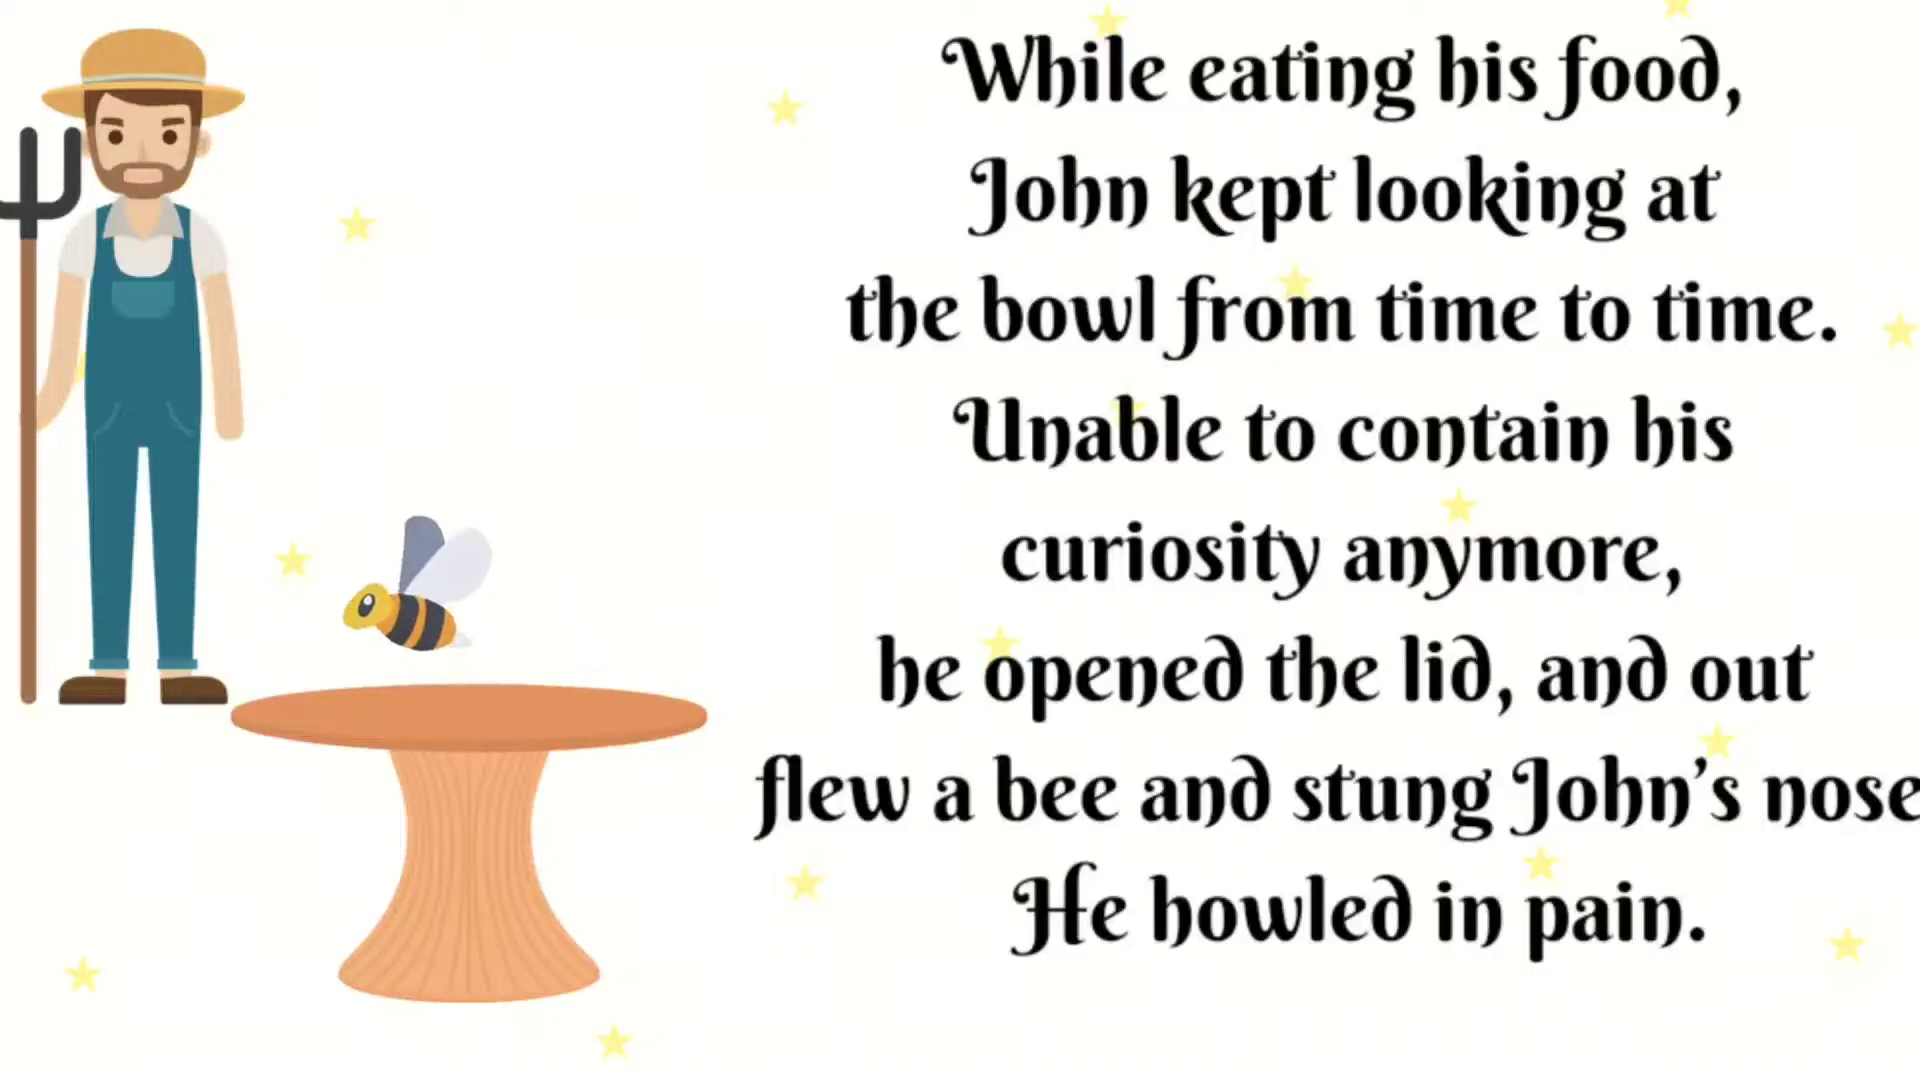 While eating his food,
John kept looking at
the bowl from time to time.
Unable to contain his
curiosity anymore,
he opened the lid, and out
flew a bee and stung John's nose
He howled in pain.